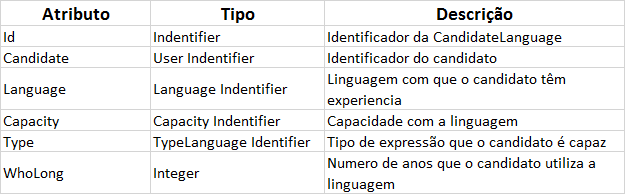 Atributo Tipo Descrição
Id Indentifier Identificador da CandidateLanguage
Candidate User Indentifier Identificador do candidato
Language Language Indentifier Linguagem com que o candidato têm
experiencia
Capacity Capacity Indentifier Capacidade com a linguagem
Type TypeLanguage Identifier Tipo de expressão que o candidato é capaz
WhoLong Integer Numero de anos que o candidato utiliza a
linguagem